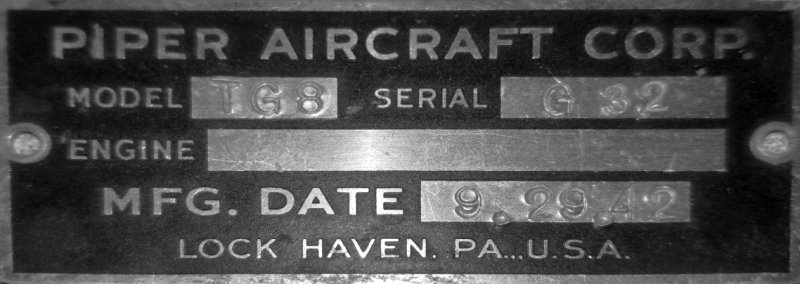 PIPER AIRCRAFT CORP.
MODEL TG8 SERIAL G 32
ENGINE
MFG. DATE 9.29.42
LOCK HAVEN, PA., U.S.A.